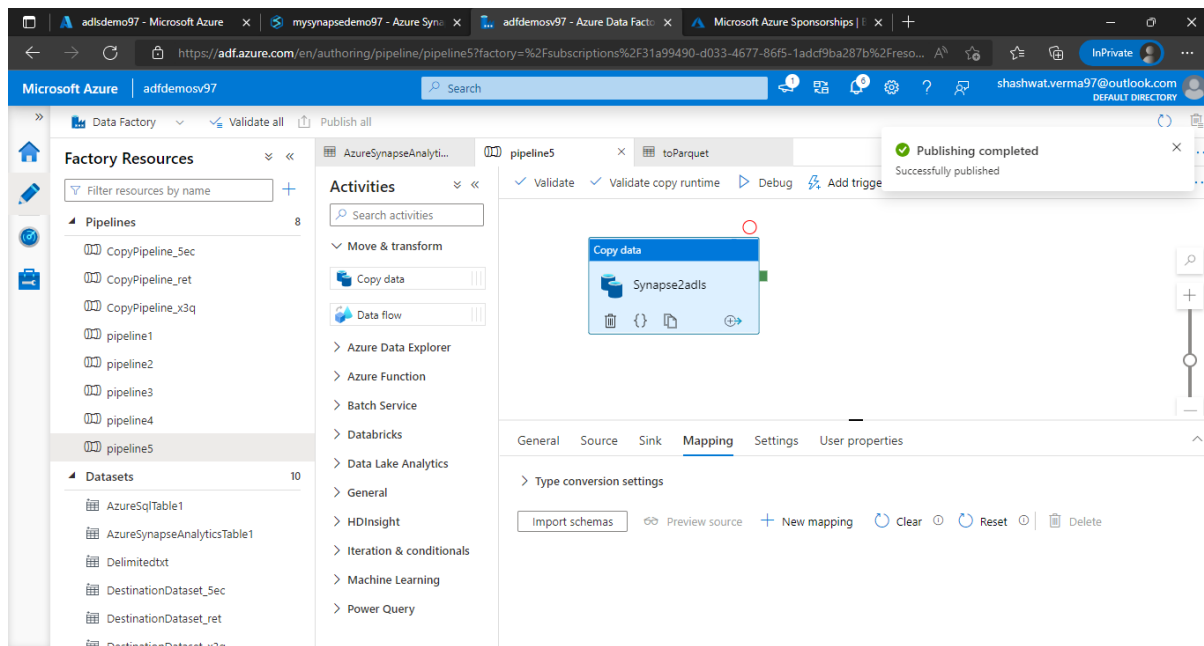 adlsdemo97 - Microsoft Azure
mysynapsedemo97 - Azure Syna
adfdemosv97 - Azure Data Facto
Microsoft Azure Sponsorships |
https://adf.azure.com/en/authoring/pipeline/pipeline5?factory=%2Fsubscriptions%2F31a99490-d033-4677-86f5-1adcf9ba287b%2Freso...
InPrivate
Microsoft Azure
adfdemosv97
Search
1
6
shashwat.verma97@outlook.com
DEFAULT DIRECTORY
Data Factory
Validate all
Publish all
Publishing completed
Successfully published
Factory Resources
Filter resources by name
Pipelines 8
CopyPipeline_5ec
CopyPipeline_ret
CopyPipeline_x3q
pipeline1
pipeline2
pipeline3
pipeline4
pipeline5
Datasets 10
AzureSqlTable1
AzureSynapseAnalyticsTable1
Delimitedtxt
DestinationDataset_5ec
DestinationDataset_ret
AzureSynapseAnalyti...
pipeline5
toParquet
Activities
Search activities
Move & transform
Copy data
Data flow
Azure Data Explorer
Azure Function
Batch Service
Databricks
Data Lake Analytics
General
HDInsight
Iteration & conditionals
Machine Learning
Power Query
Validate
Validate copy runtime
Debug
Add trigge
Copy data
Synapse2adls
General
Source
Sink
Mapping
Settings
User properties
Type conversion settings
Import schemas
Preview source
New mapping
Clear
Reset
Delete